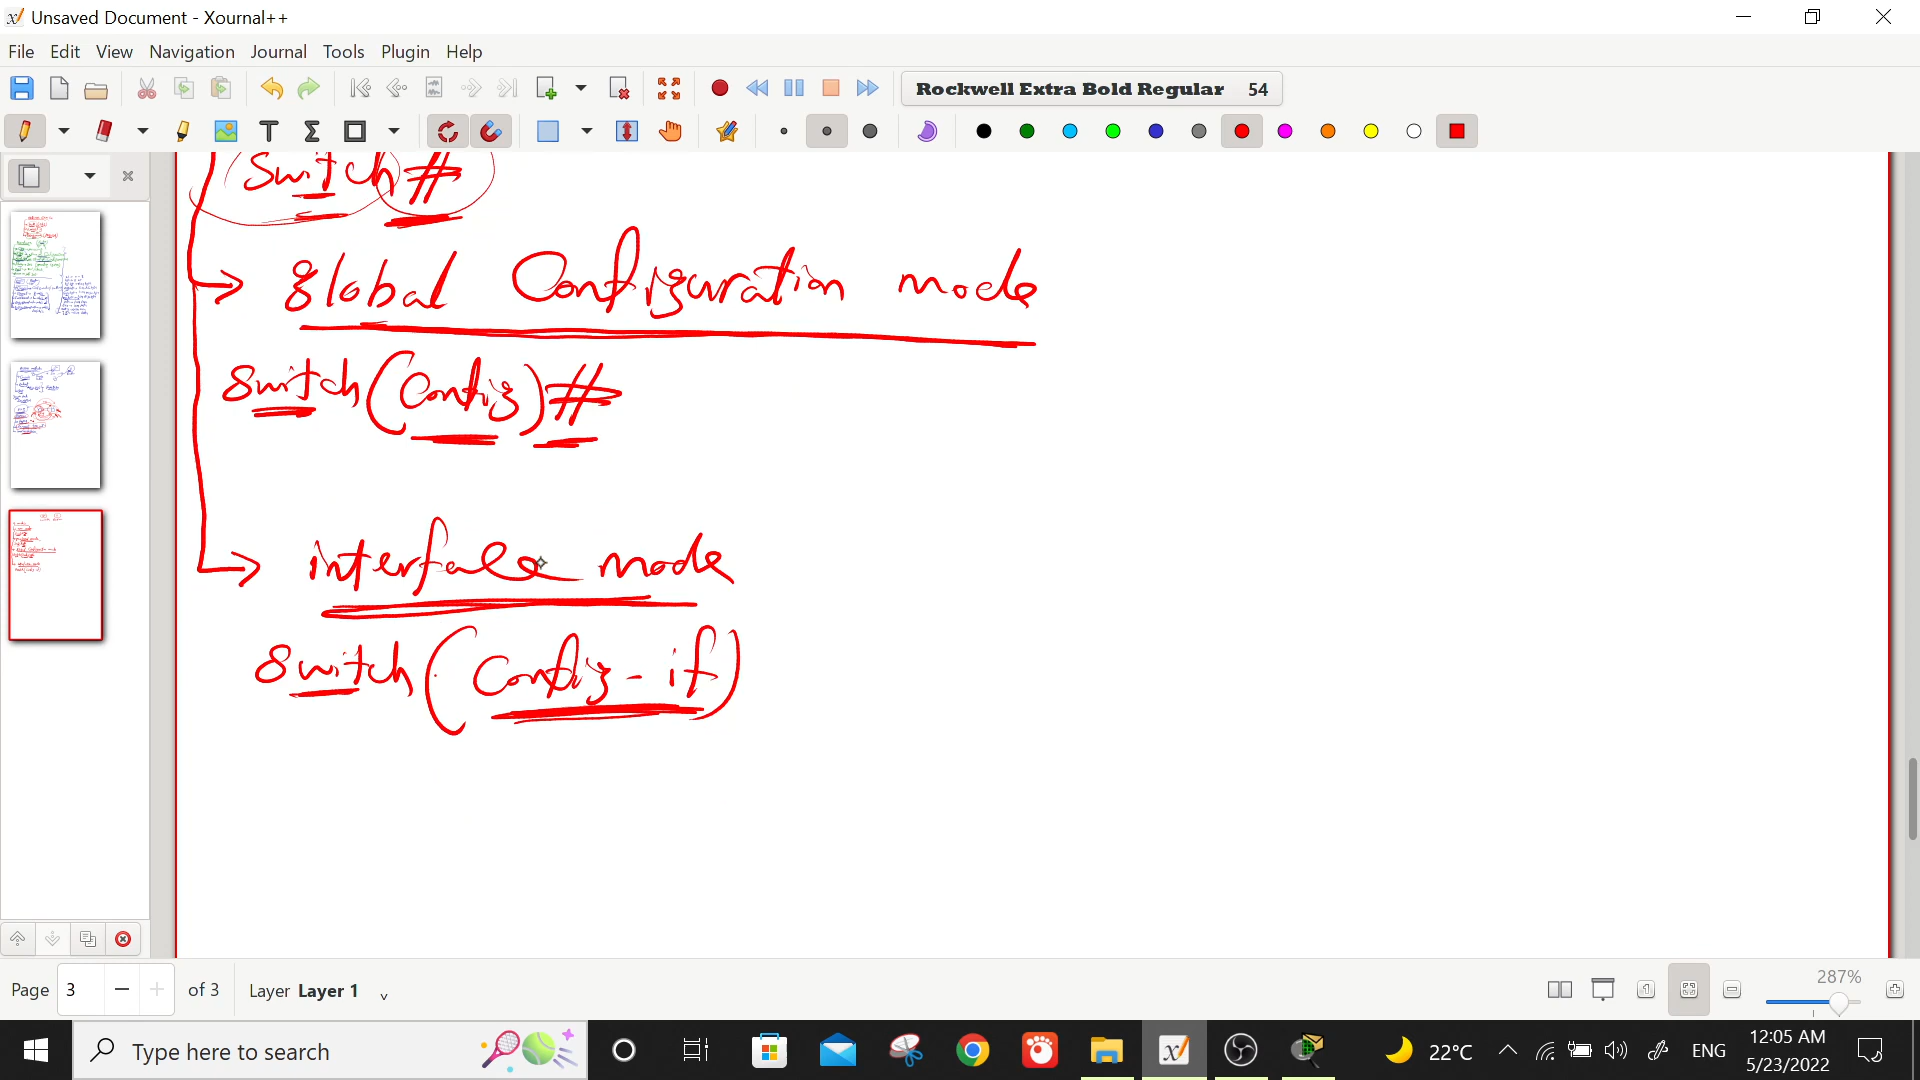 Unsaved Document - Xournal++
File Edit View Navigation Journal Tools Plugin Help
Rockwell Extra Bold Regular 54
Switch #
global Configuration mode
Switch (Config) #
interface mode
Switch (Config - if)
Page 3 of 3 Layer Layer 1
287%
Type here to search
22°C
ENG
12:05 AM
5/23/2022